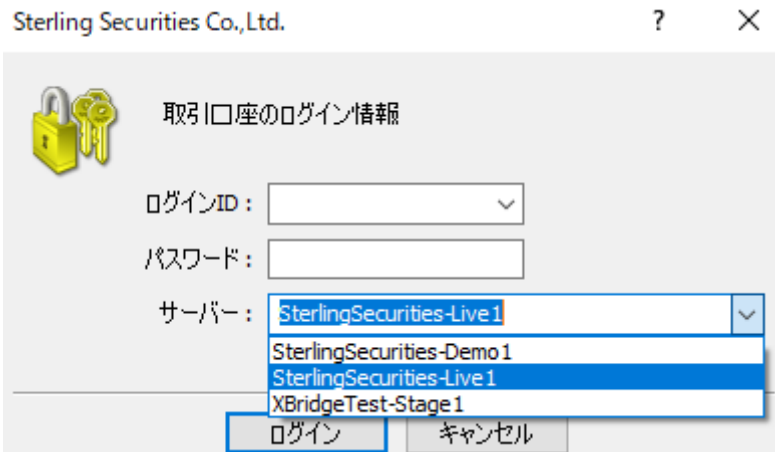 Sterling Securities Co.,Ltd. ?
取引口座のログイン情報
ログインID：
パスワード：
サーバー： SterlingSecurities-Live1
SterlingSecurities-Demo1
SterlingSecurities-Live1
XBridgeTest-Stage1
ログイン キャンセル